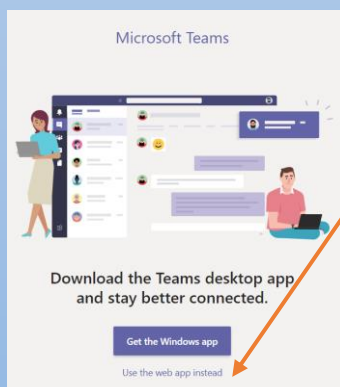 Microsoft Teams
Download the Teams desktop app
and stay better connected.
Get the Windows app
Use the web app instead